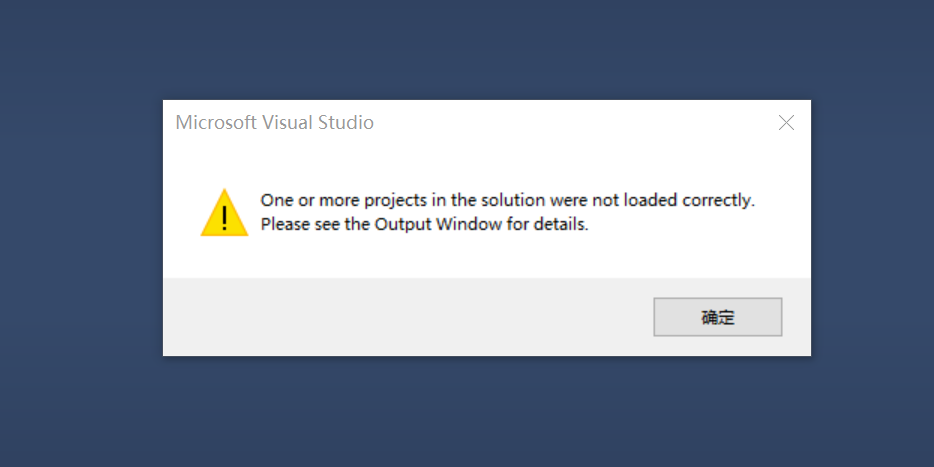 Microsoft Visual Studio
One or more projects in the solution were not loaded correctly.
Please see the Output Window for details.
确定